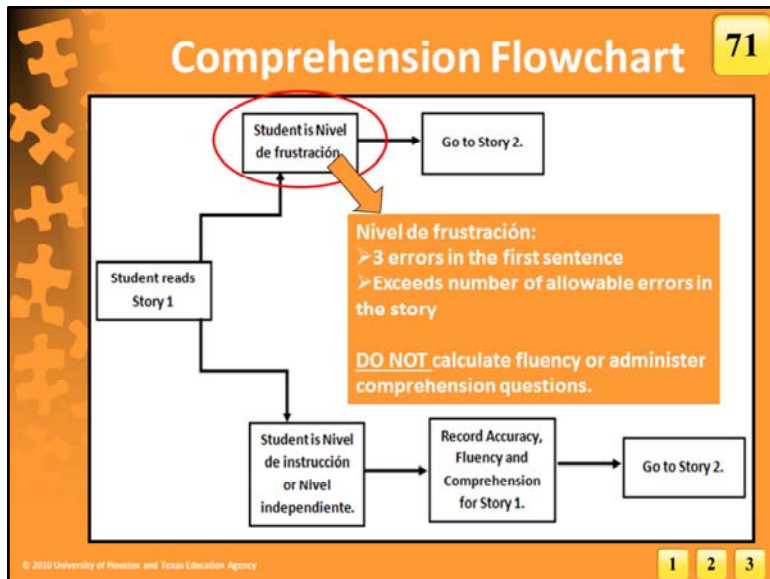 Comprehension Flowchart
71
Student is Nivel
de frustración.
Go to Story 2.
Nivel de frustración:
➢3 errors in the first sentence
➢Exceeds number of allowable errors in
the story
DO NOT calculate fluency or administer
comprehension questions.
Student reads
Story 1
Student is Nivel
de instrucción
or Nivel
independiente.
Record Accuracy,
Fluency and
Comprehension
for Story 1.
Go to Story 2.
© 2010 University of Houston and Texas Education Agency
1 2 3